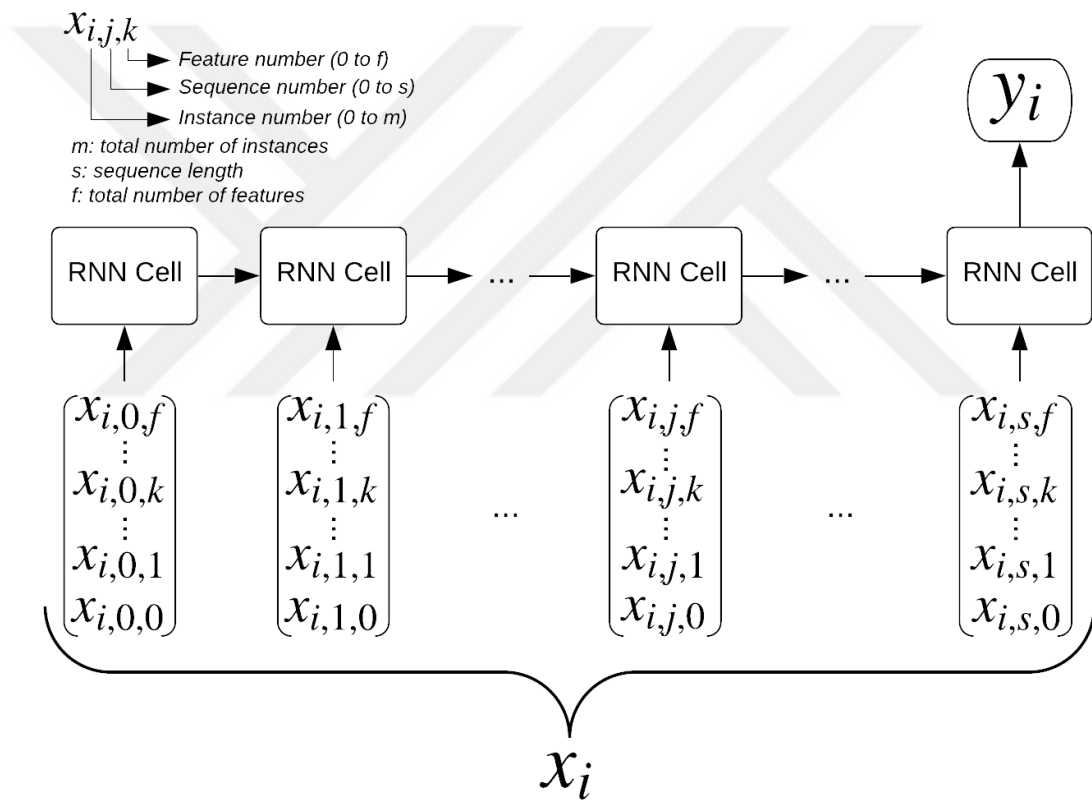 x_{i,j,k}
Feature number (0 to f)
Sequence number (0 to s)
Instance number (0 to m)
m: total number of instances
s: sequence length
f: total number of features
y_i
RNN Cell RNN Cell ... RNN Cell ... RNN Cell
x_{i,0,f} x_{i,1,f} x_{i,j,f} x_{i,s,f}
⋮ ⋮ ⋮ ⋮
x_{i,0,k} x_{i,1,k} ... x_{i,j,k} ... x_{i,s,k}
⋮ ⋮ ⋮ ⋮
x_{i,0,1} x_{i,1,1} x_{i,j,1} x_{i,s,1}
x_{i,0,0} x_{i,1,0} x_{i,j,0} x_{i,s,0}
x_i